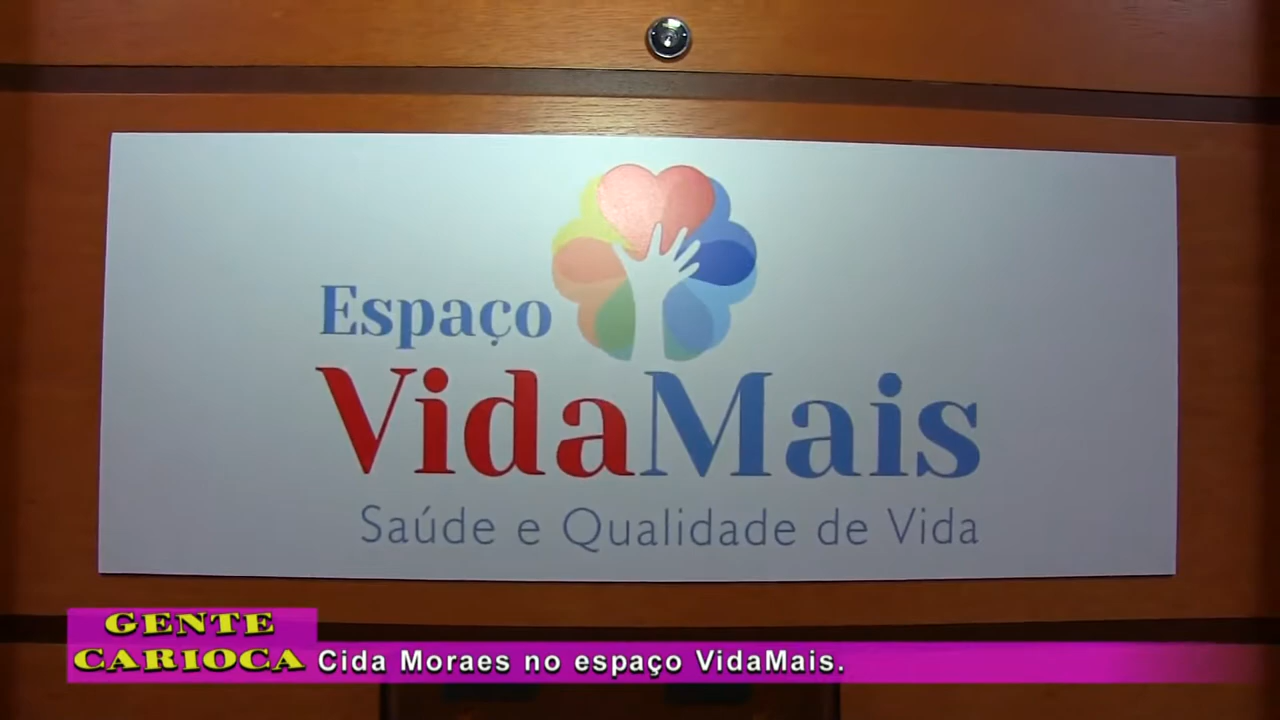 Espaço
VidaMais
Saúde e Qualidade de Vida
GENTE
CARIOCA
Cida Moraes no espaço VidaMais.